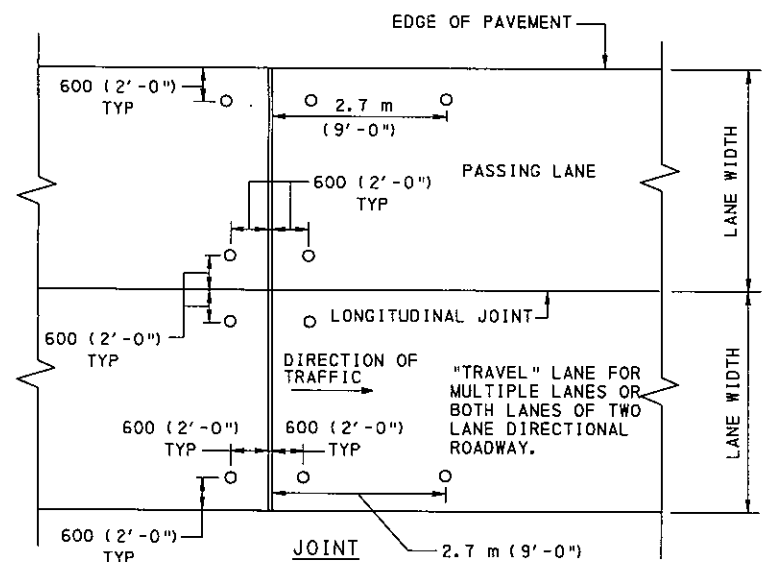 EDGE OF PAVEMENT
600 (2'-0")
TYP
2.7 m
(9'-0")
600 (2'-0")
TYP
PASSING LANE
LANE WIDTH
600 (2'-0")
TYP
LONGITUDINAL JOINT
DIRECTION OF
TRAFFIC
"TRAVEL" LANE FOR
MULTIPLE LANES OR
BOTH LANES OF TWO
LANE DIRECTIONAL
ROADWAY.
LANE WIDTH
600 (2'-0")
TYP
600 (2'-0")
TYP
600 (2'-0")
TYP
JOINT
2.7 m (9'-0")